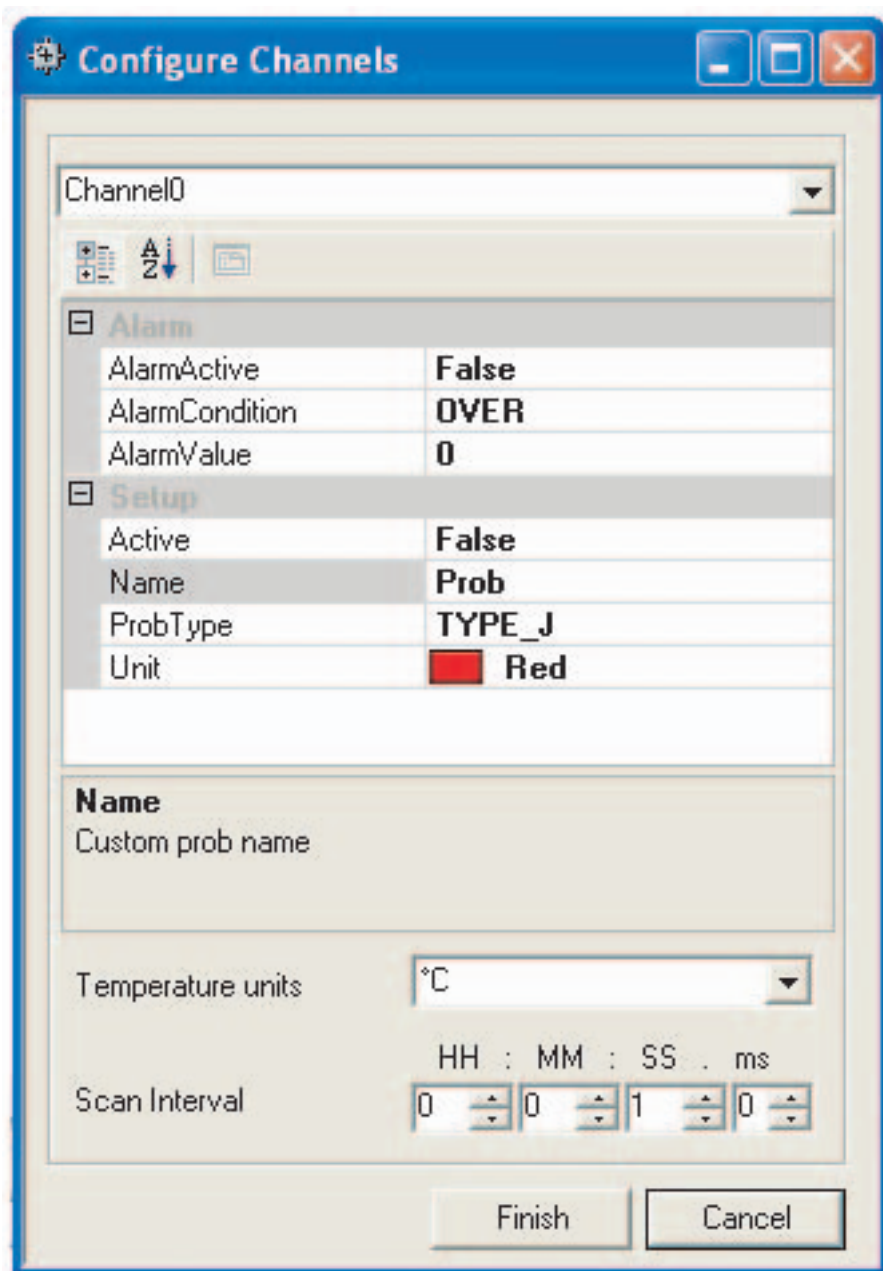 Configure Channels
Channel0
A
Z
Alarm
AlarmActive False
AlarmCondition OVER
AlarmValue 0
Setup
Active False
Name Prob
ProbType TYPE_J
Unit Red
Name
Custom prob name
Temperature units °C
HH : MM : SS . ms
Scan Interval 0 0 1 0
Finish Cancel